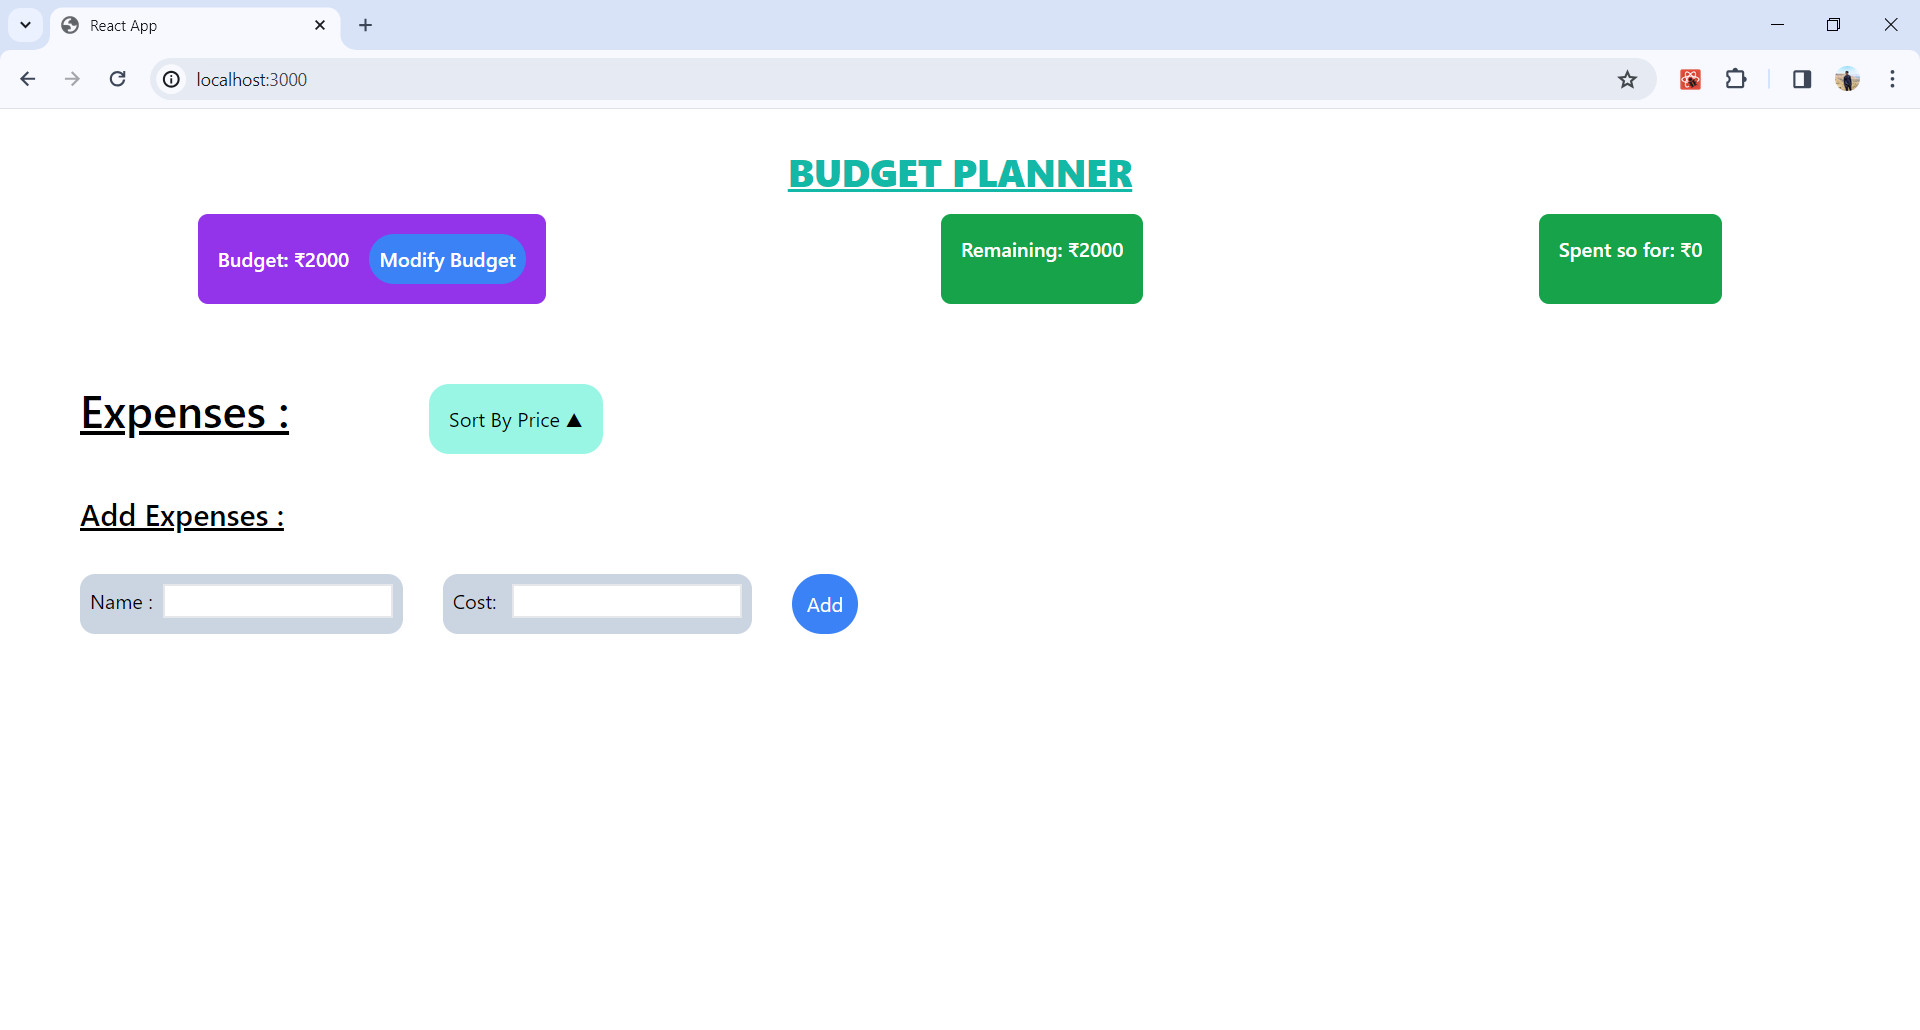 React App
localhost:3000
BUDGET PLANNER
Budget: ₹2000 Modify Budget
Remaining: ₹2000
Spent so for: ₹0
Expenses :
Sort By Price ▲
Add Expenses :
Name :
Cost:
Add